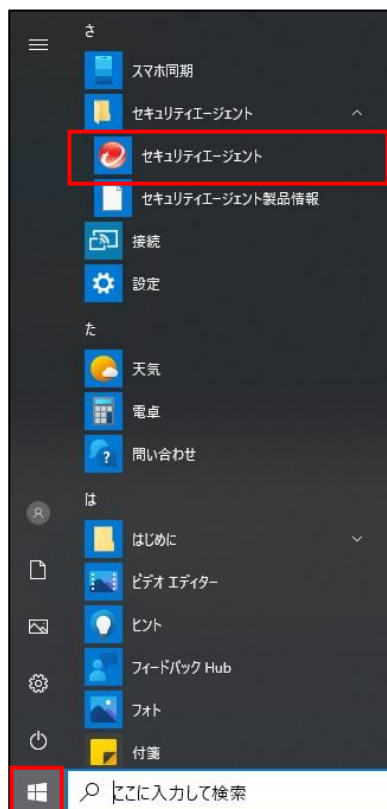 さ
スマホ同期
セキュリティエージェント
セキュリティエージェント
セキュリティエージェント製品情報
接続
設定
た
天気
電卓
問い合わせ
は
はじめに
ビデオ エディター
ヒント
フィードバック Hub
フォト
付箋
ここに入力して検索